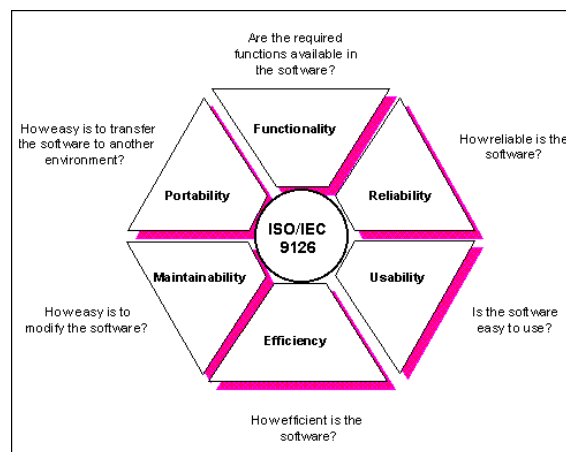 Are the required
functions available in
the software?
Functionality
How easy is to transfer
the software to another
environment?
Portability
How reliable is the
software?
Reliability
ISO/IEC
9126
Maintainability
How easy is to
modify the software?
Usability
Is the software
easy to use?
Efficiency
How efficient is the
software?